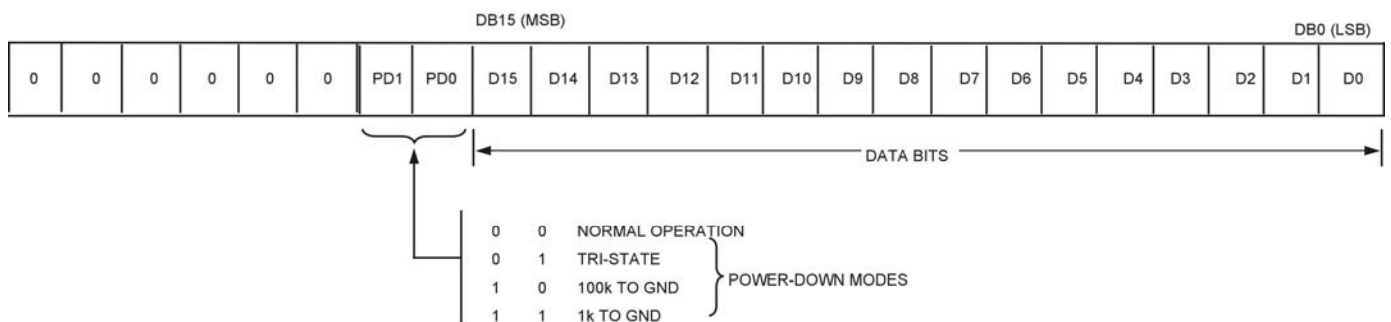 DB15 (MSB)
DB0 (LSB)
0 0 0 0 0 0 PD1 PD0 D15 D14 D13 D12 D11 D10 D9 D8 D7 D6 D5 D4 D3 D2 D1 D0
DATA BITS
0 0 NORMAL OPERATION
0 1 TRI-STATE
POWER-DOWN MODES
1 0 100k TO GND
1 1 1k TO GND